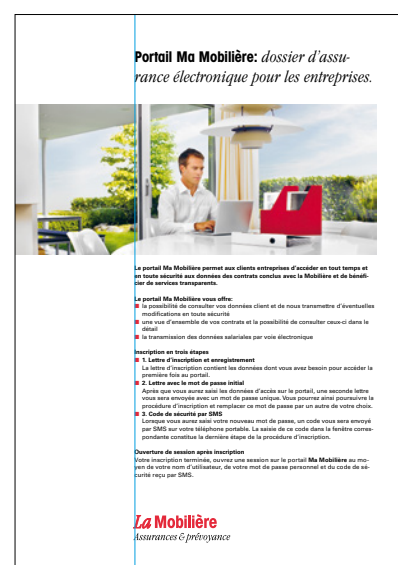 Portail Ma Mobilière: dossier d'assu-
rance électronique pour les entreprises.
Le portail Ma Mobilière permet aux clients entreprises d'accéder en tout temps et
en toute sécurité aux données des contrats conclus avec la Mobilière et de bénéfi-
cier de services transparents.
Le portail Ma Mobilière vous offre:
la possibilité de consulter vos données client et de nous transmettre d'éventuelles
modifications en toute sécurité
une vue d'ensemble de vos contrats et la possibilité de consulter ceux-ci dans le
détail
la transmission des données salariales par voie électronique
Inscription en trois étapes
1. Lettre d'inscription et enregistrement
La lettre d'inscription contient les données dont vous avez besoin pour accéder la
première fois au portail.
2. Lettre avec le mot de passe initial
Après que vous aurez saisi les données d'accès sur le portail, une seconde lettre
vous sera envoyée avec un mot de passe unique. Vous pourrez ainsi poursuivre la
procédure d'inscription et remplacer ce mot de passe par un autre de votre choix.
3. Code de sécurité par SMS
Lorsque vous aurez saisi votre nouveau mot de passe, un code vous sera envoyé
par SMS sur votre téléphone portable. La saisie de ce code dans la fenêtre corres-
pondante constitue la dernière étape de la procédure d'inscription.
Ouverture de session après inscription
Votre inscription terminée, ouvrez une session sur le portail Ma Mobilière au mo-
yen de votre nom d'utilisateur, de votre mot de passe personnel et du code de sé-
curité reçu par SMS.
La Mobilière
Assurances & prévoyance